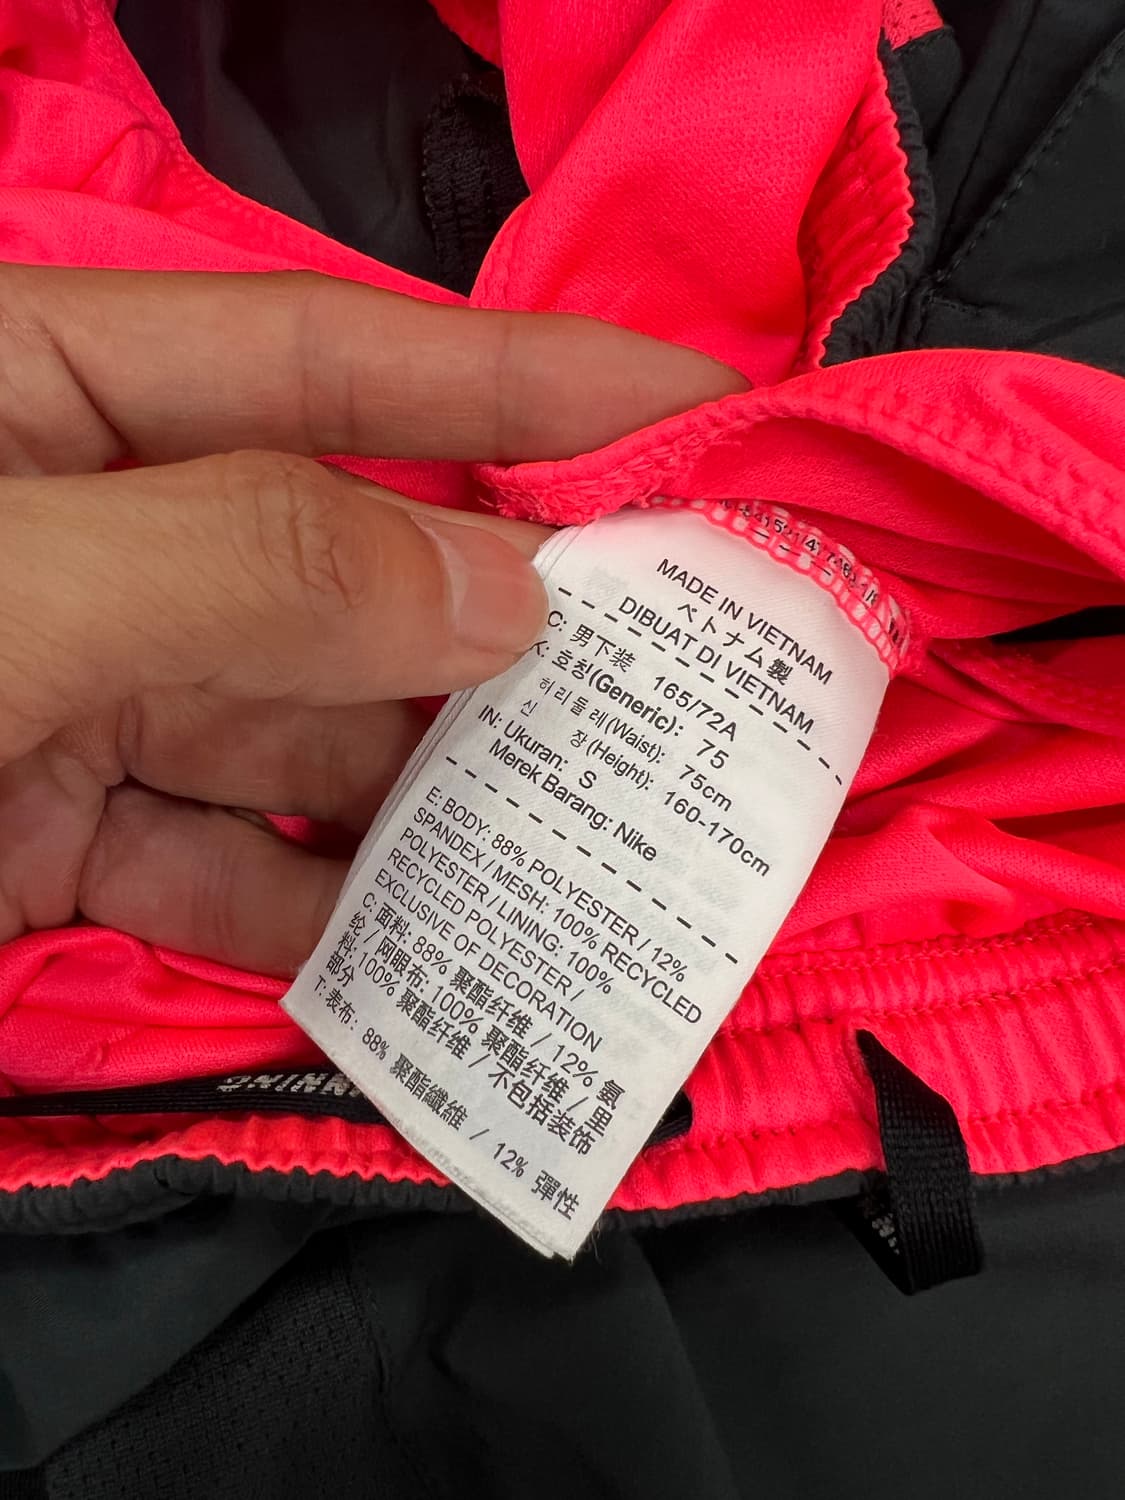 MADE IN VIETNAM
ベトナム製
DIBUAT DI VIETNAM
C: 男下装 165/72A
K: 호칭(Generic): 75
허리둘레(Waist): 75cm
신 장(Height): 160-170cm
IN: Ukuran: S
Merek Barang: Nike
E: BODY: 88% POLYESTER / 12%
SPANDEX / MESH: 100% RECYCLED
POLYESTER / LINING: 100%
RECYCLED POLYESTER /
EXCLUSIVE OF DECORATION
C: 面料: 88% 聚酯纤维 / 12% 氨
纶 / 网眼布: 100% 聚酯纤维 / 里
料: 100% 聚酯纤维 / 不包括装饰
部分
T: 表布: 88% 聚酯纖維 / 12% 彈性